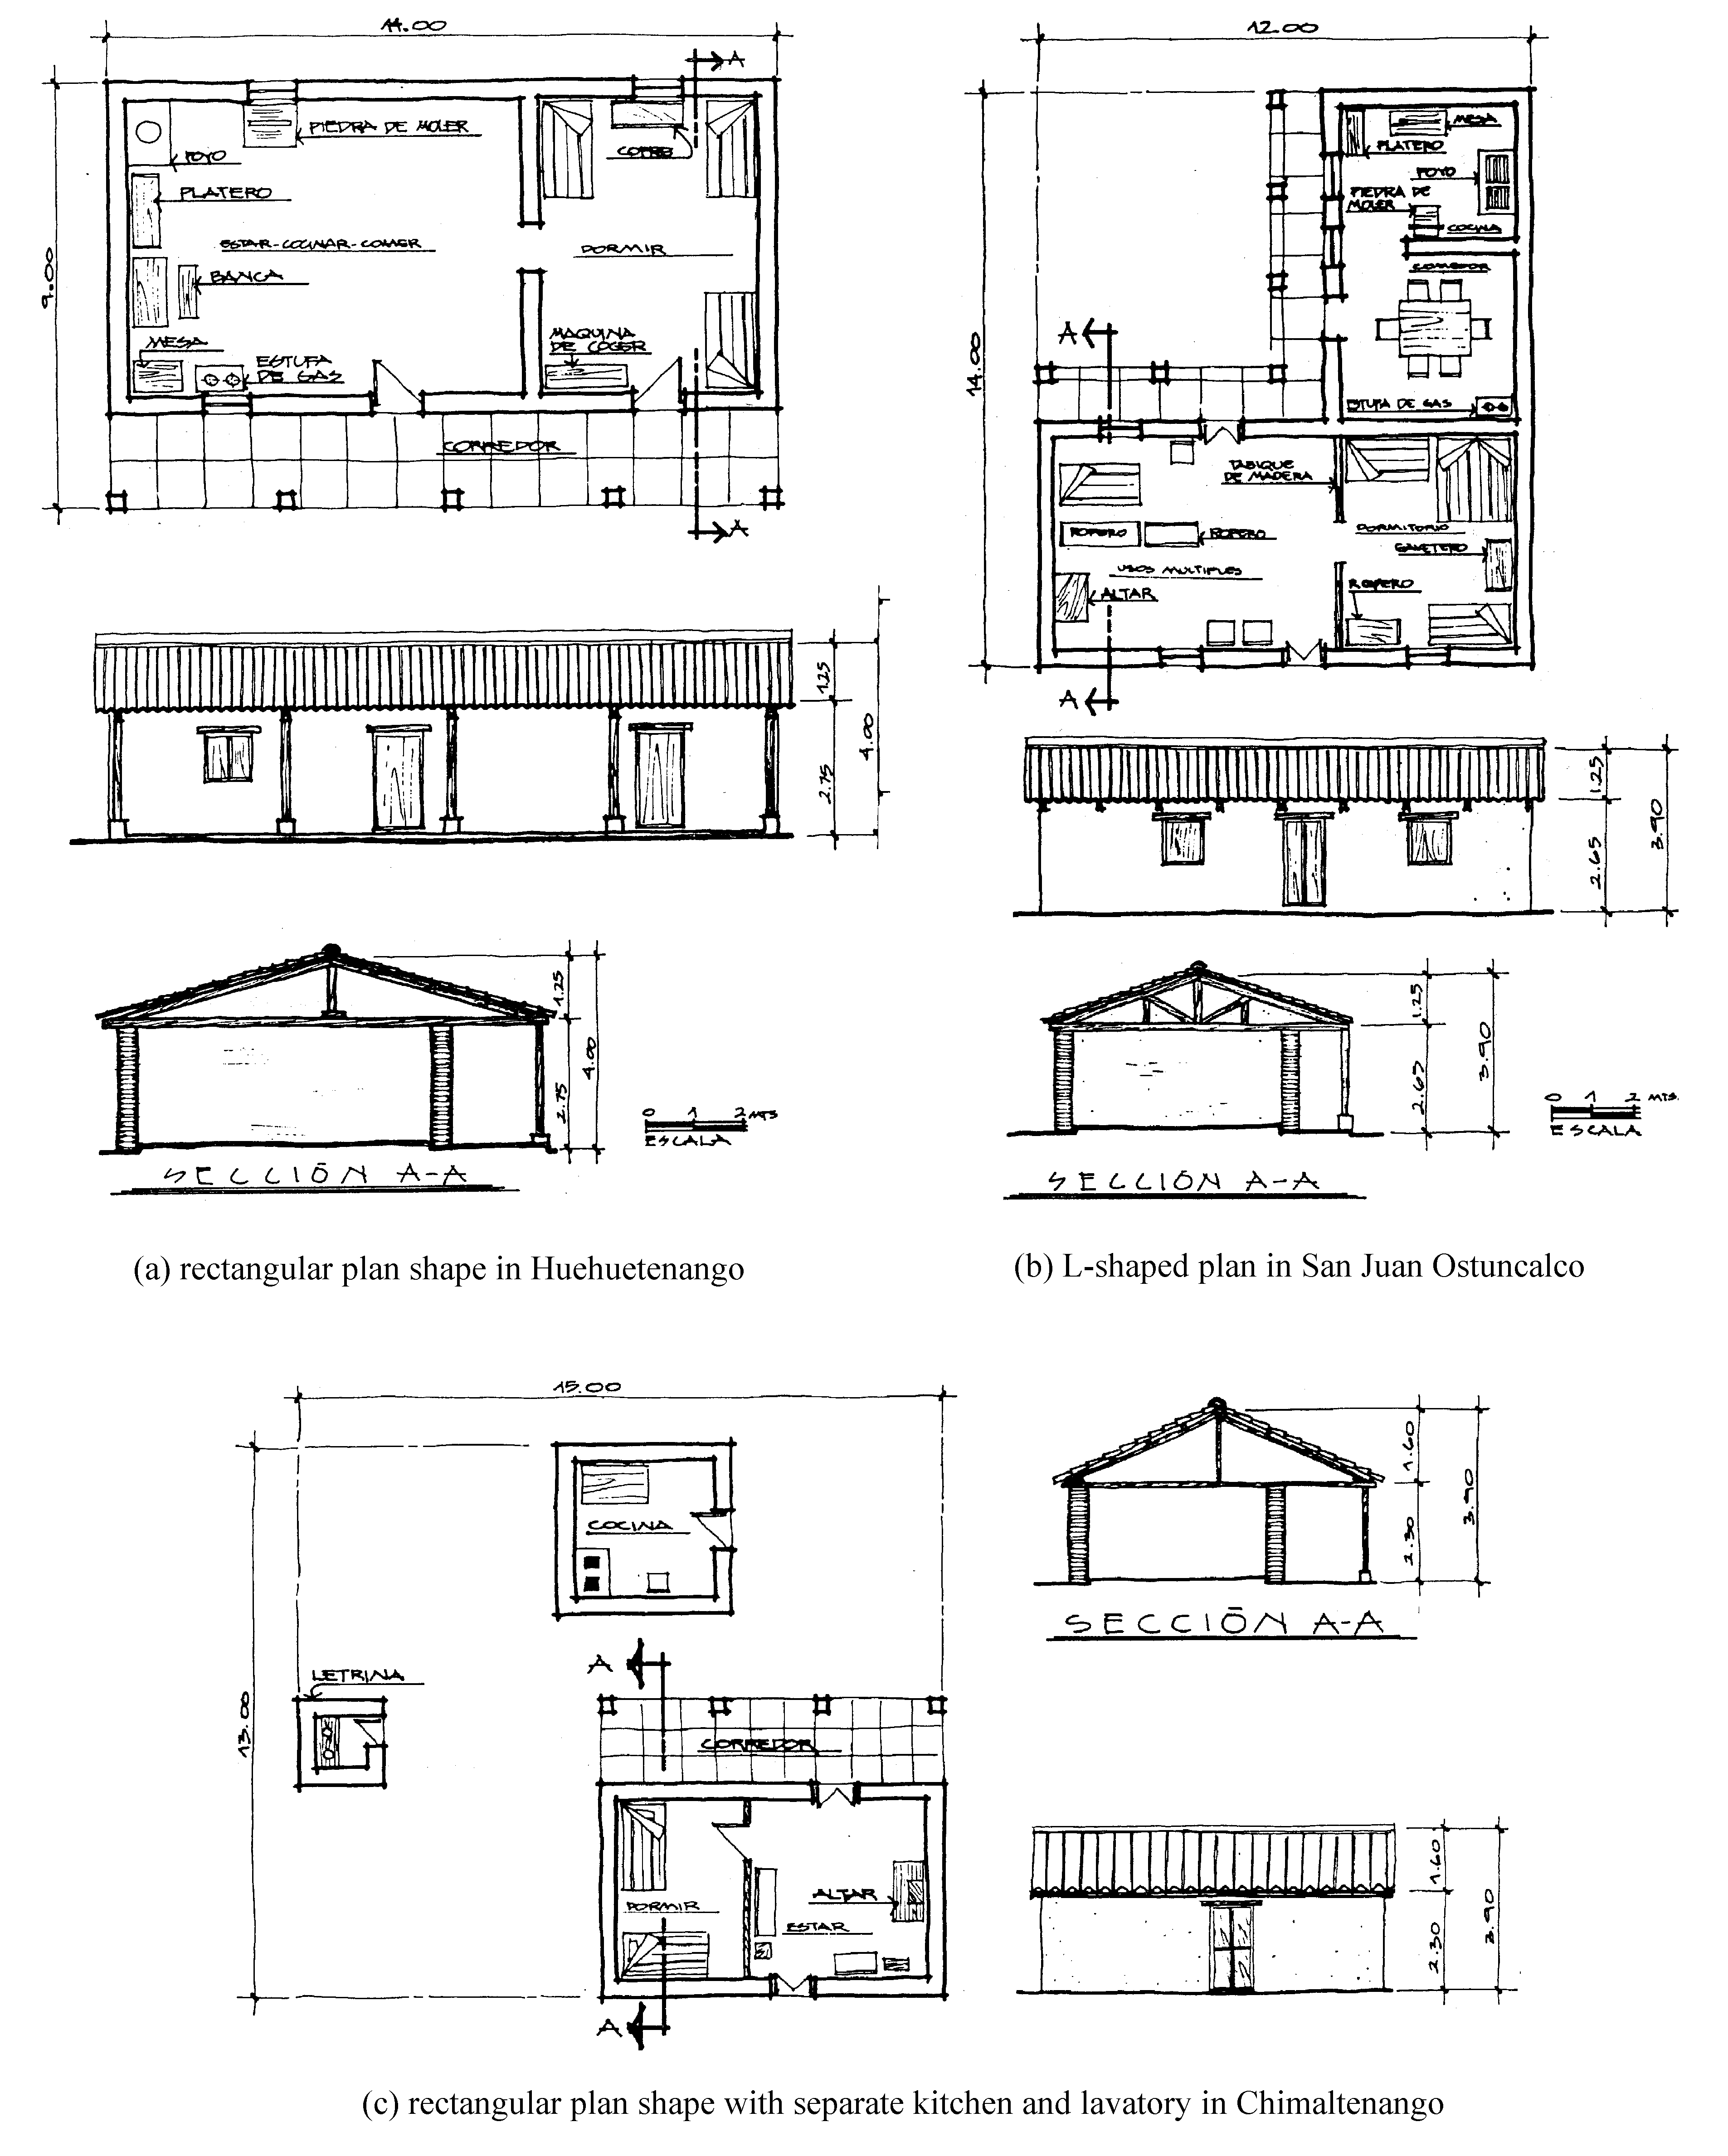 14.00
A
9.00
PIEDRA DE MOLER
POYO
PLATERO
COFRE
ESTAR-COCINAR-COMER
DORMIR
BANCA
MESA
ESTUFA
DE GAS
MAQUINA
DE COCER
CORREDOR
A
1.25
2.75
4.00
1.25
2.75
4.00
0 1 2 MTS
ESCALA
SECCIÓN A-A
(a) rectangular plan shape in Huehuetenango
12.00
14.00
MESA
PLATERO
POYO
PIEDRA DE
MOLER
COCINA
COMEDOR
A
ESTUFA DE GAS
TABIQUE
DE MADERA
ROPERO
ROPERO
DORMITORIO
GAVETERO
USOS MULTIPLES
ALTAR
ROPERO
A
1.25
2.65
3.90
1.25
2.65
3.90
0 1 2 MTS.
ESCALA
SECCIÓN A-A
(b) L-shaped plan in San Juan Ostuncalco
15.00
13.00
COCINA
LETRINA
A
CORREDOR
DORMIR
ALTAR
ESTAR
A
1.60
2.30
3.90
SECCIÓN A-A
1.60
2.30
3.90
(c) rectangular plan shape with separate kitchen and lavatory in Chimaltenango